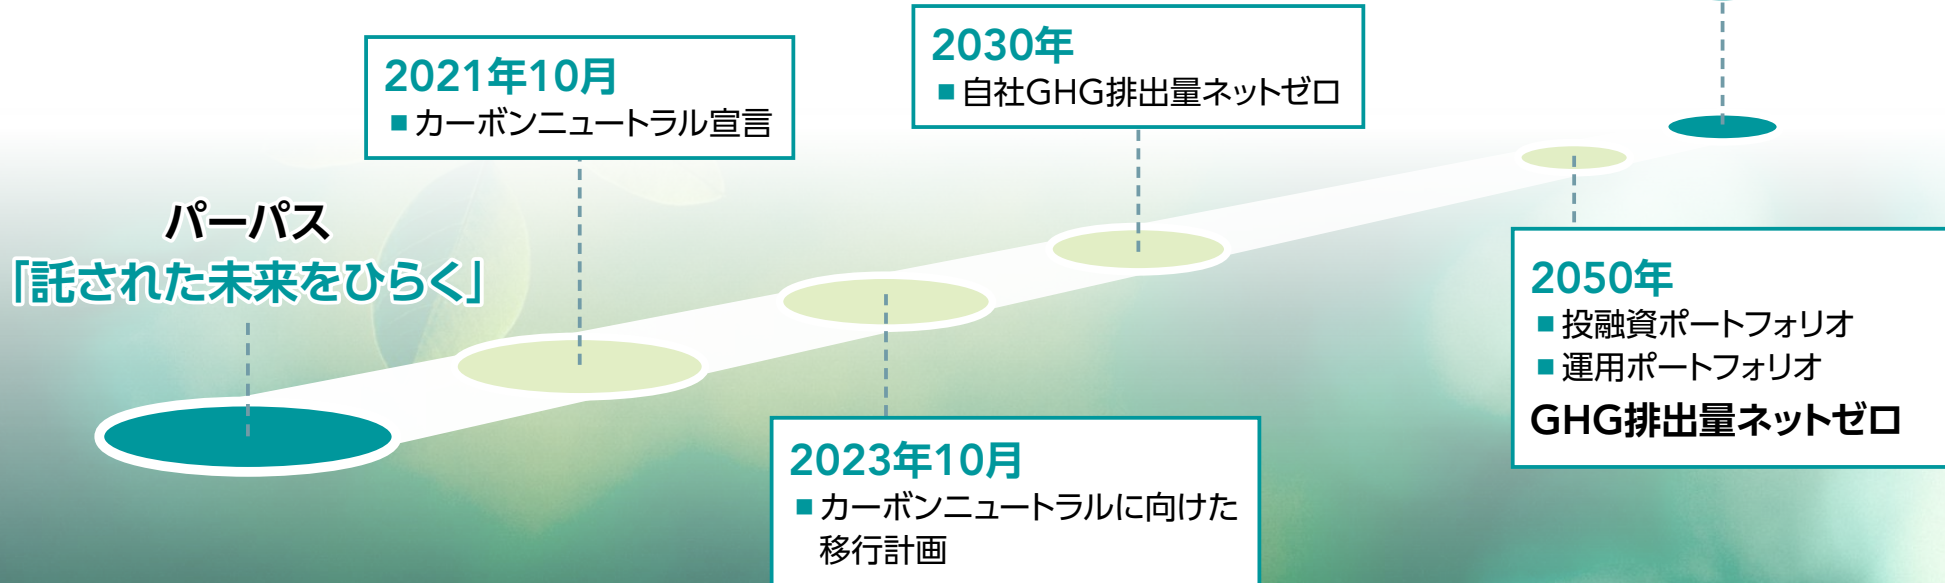 パーパス
「託された未来をひらく」
2021年10月
■ カーボンニュートラル宣言
2023年10月
■ カーボンニュートラルに向けた
移行計画
2030年
■ 自社GHG排出量ネットゼロ
2050年
■ 投融資ポートフォリオ
■ 運用ポートフォリオ
GHG排出量ネットゼロ